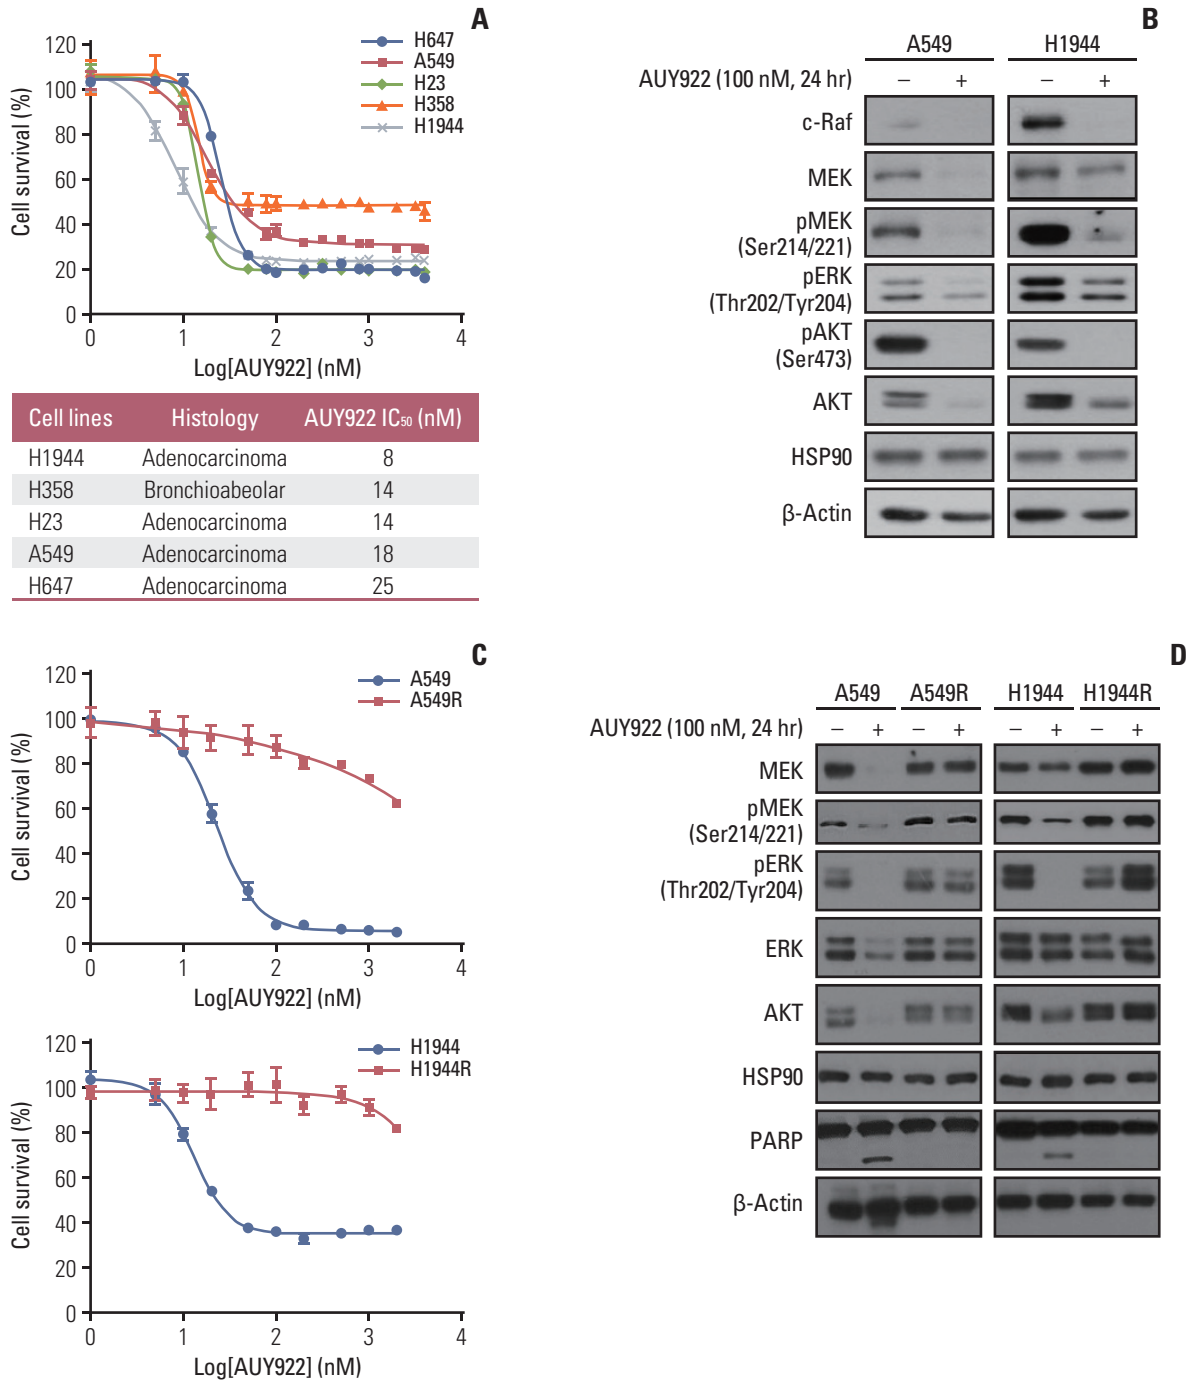 A
120
100
80
60
40
20
0
Cell survival (%)
H647
A549
H23
H358
H1944
0 1 2 3 4
Log[AUY922] (nM)
Cell lines Histology AUY922 IC50 (nM)
H1944 Adenocarcinoma 8
H358 Bronchioabeolar 14
H23 Adenocarcinoma 14
A549 Adenocarcinoma 18
H647 Adenocarcinoma 25
B
A549 H1944
AUY922 (100 nM, 24 hr) – + – +
c-Raf
MEK
pMEK
(Ser214/221)
pERK
(Thr202/Tyr204)
pAKT
(Ser473)
AKT
HSP90
β-Actin
C
120
100
80
60
40
20
0
Cell survival (%)
A549
A549R
0 1 2 3 4
Log[AUY922] (nM)
120
100
80
60
40
20
0
Cell survival (%)
H1944
H1944R
0 1 2 3 4
Log[AUY922] (nM)
D
A549 A549R H1944 H1944R
AUY922 (100 nM, 24 hr) – + – + – + – +
MEK
pMEK
(Ser214/221)
pERK
(Thr202/Tyr204)
ERK
AKT
HSP90
PARP
β-Actin